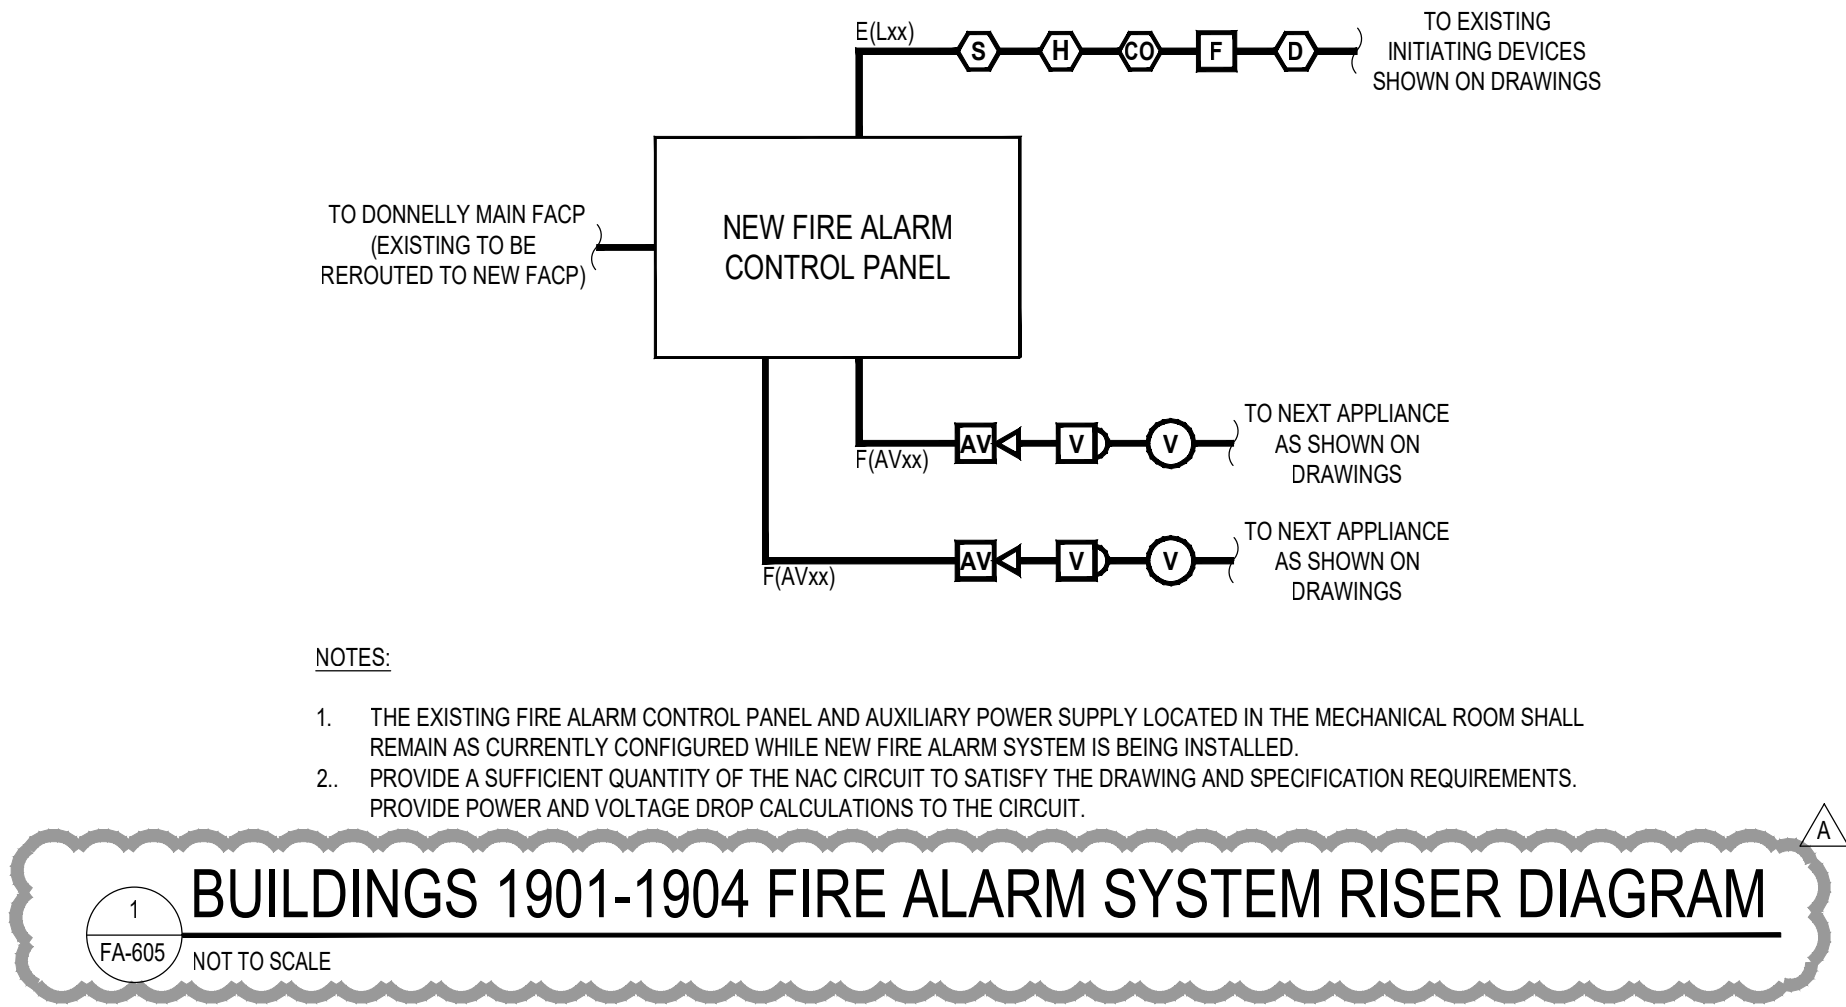 E(Lxx)
S H CO F D
TO EXISTING
INITIATING DEVICES
SHOWN ON DRAWINGS
TO DONNELLY MAIN FACP
(EXISTING TO BE
REROUTED TO NEW FACP)
NEW FIRE ALARM
CONTROL PANEL
F(AVxx)
AV V V
TO NEXT APPLIANCE
AS SHOWN ON
DRAWINGS
F(AVxx)
AV V V
TO NEXT APPLIANCE
AS SHOWN ON
DRAWINGS
NOTES:
1. THE EXISTING FIRE ALARM CONTROL PANEL AND AUXILIARY POWER SUPPLY LOCATED IN THE MECHANICAL ROOM SHALL
REMAIN AS CURRENTLY CONFIGURED WHILE NEW FIRE ALARM SYSTEM IS BEING INSTALLED.
2.. PROVIDE A SUFFICIENT QUANTITY OF THE NAC CIRCUIT TO SATISFY THE DRAWING AND SPECIFICATION REQUIREMENTS.
PROVIDE POWER AND VOLTAGE DROP CALCULATIONS TO THE CIRCUIT.
A
1
FA-605
BUILDINGS 1901-1904 FIRE ALARM SYSTEM RISER DIAGRAM
NOT TO SCALE